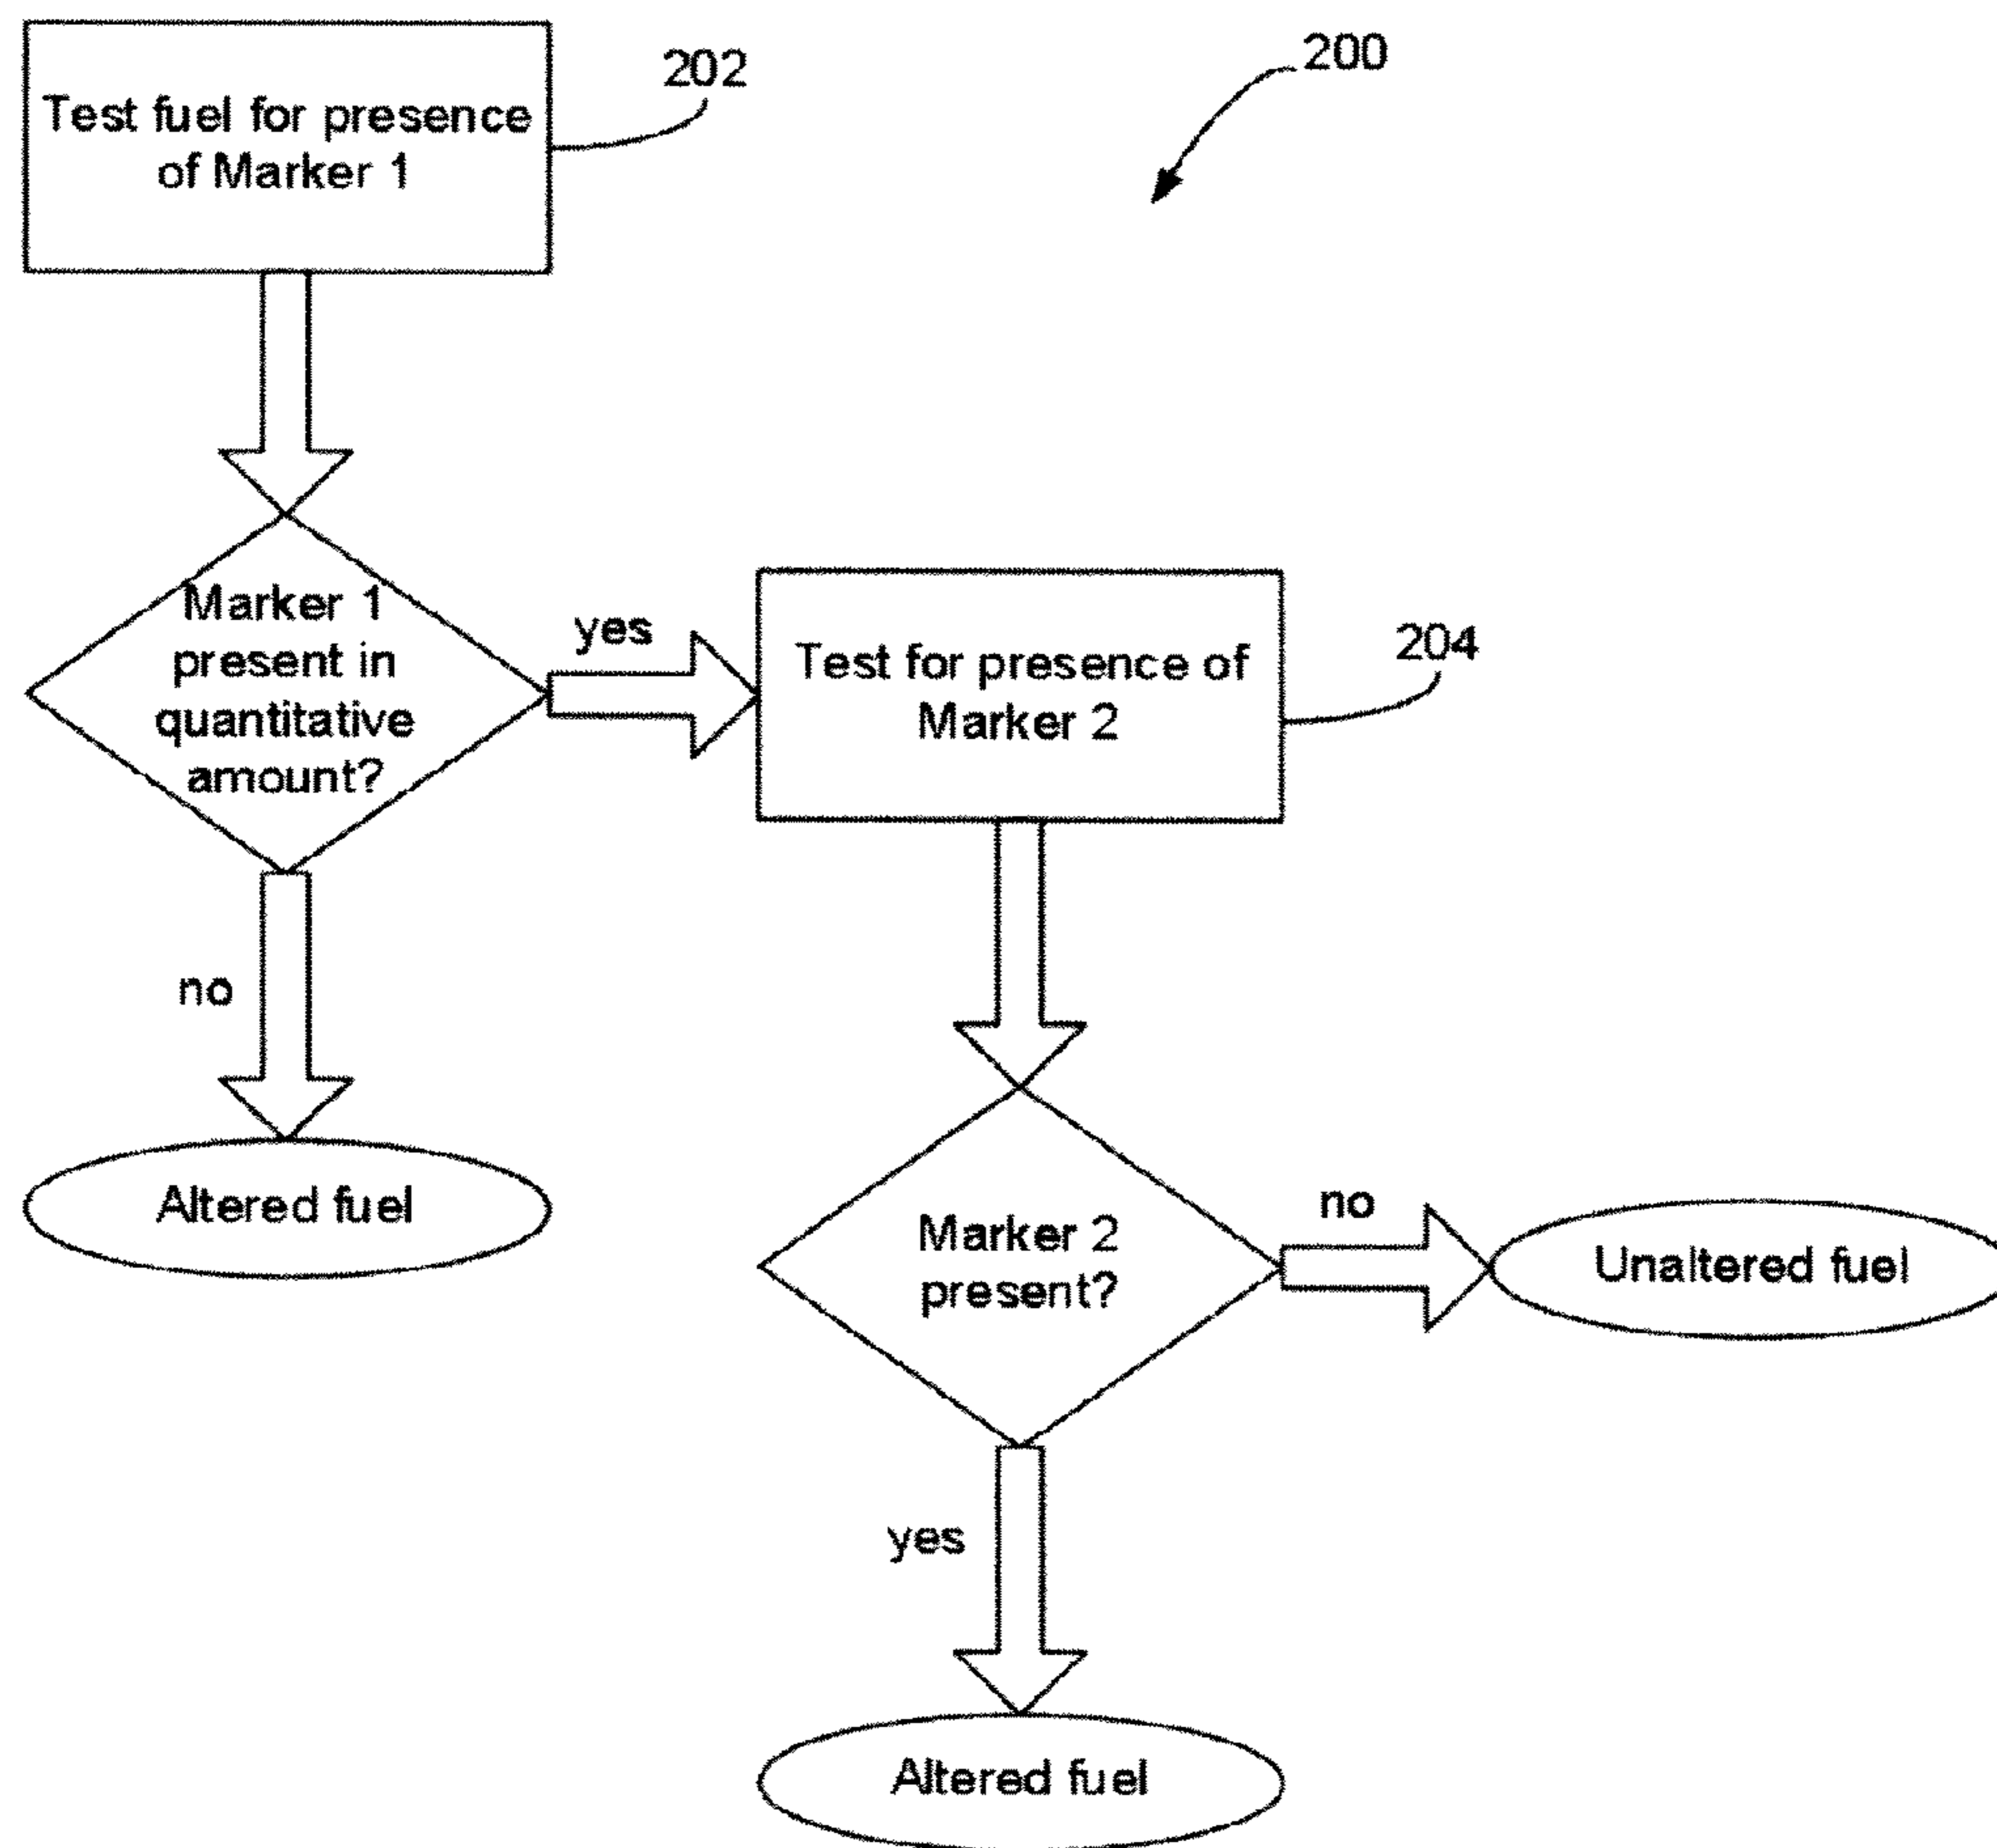 Test fuel for presence
of Marker 1
202
200
Marker 1
present in
quantitative
amount?
yes
Test for presence of
Marker 2
204
no
Altered fuel
Marker 2
present?
no
Unaltered fuel
yes
Altered fuel